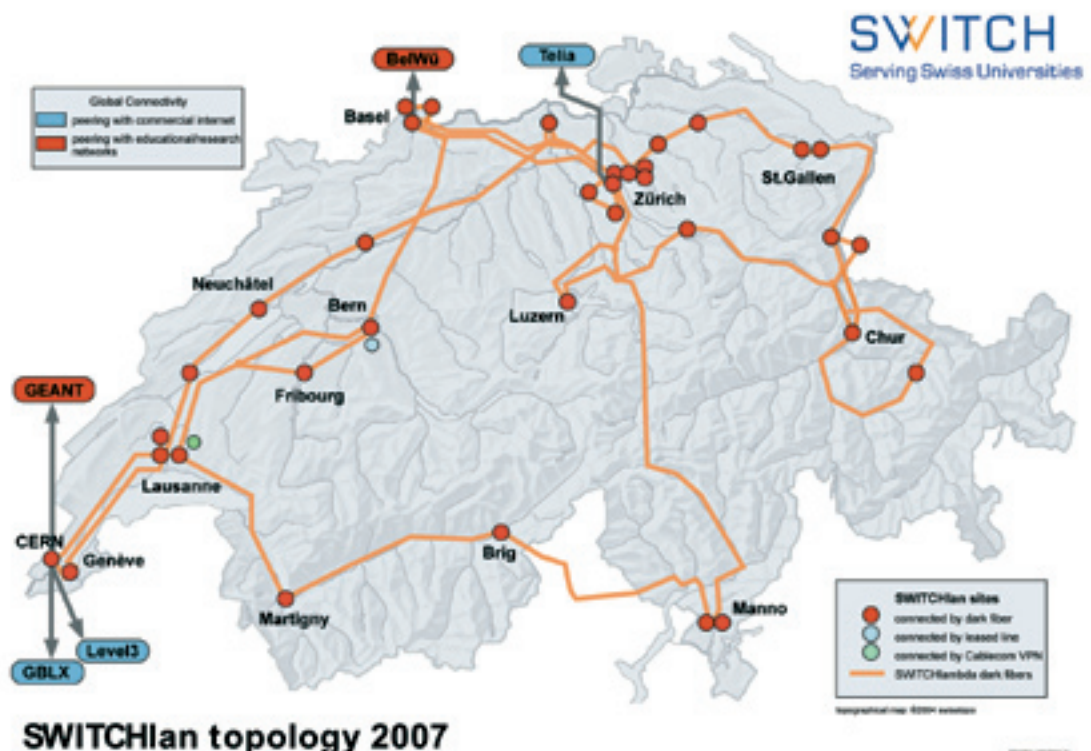 SWITCH
Serving Swiss Universities
BelWü
Telia
Global Connectivity
peering with commercial internet
peering with educational/research
networks
Basel
St.Gallen
Zürich
Neuchâtel
Bern
Luzern
Chur
GEANT
Fribourg
Lausanne
CERN
Genève
Brig
Martigny
Manno
Level3
GBLX
SWITCHlan sites
connected by dark fiber
connected by leased line
connected by Cablecom VPN
SWITCHlambda dark fibers
SWITCHlan topology 2007